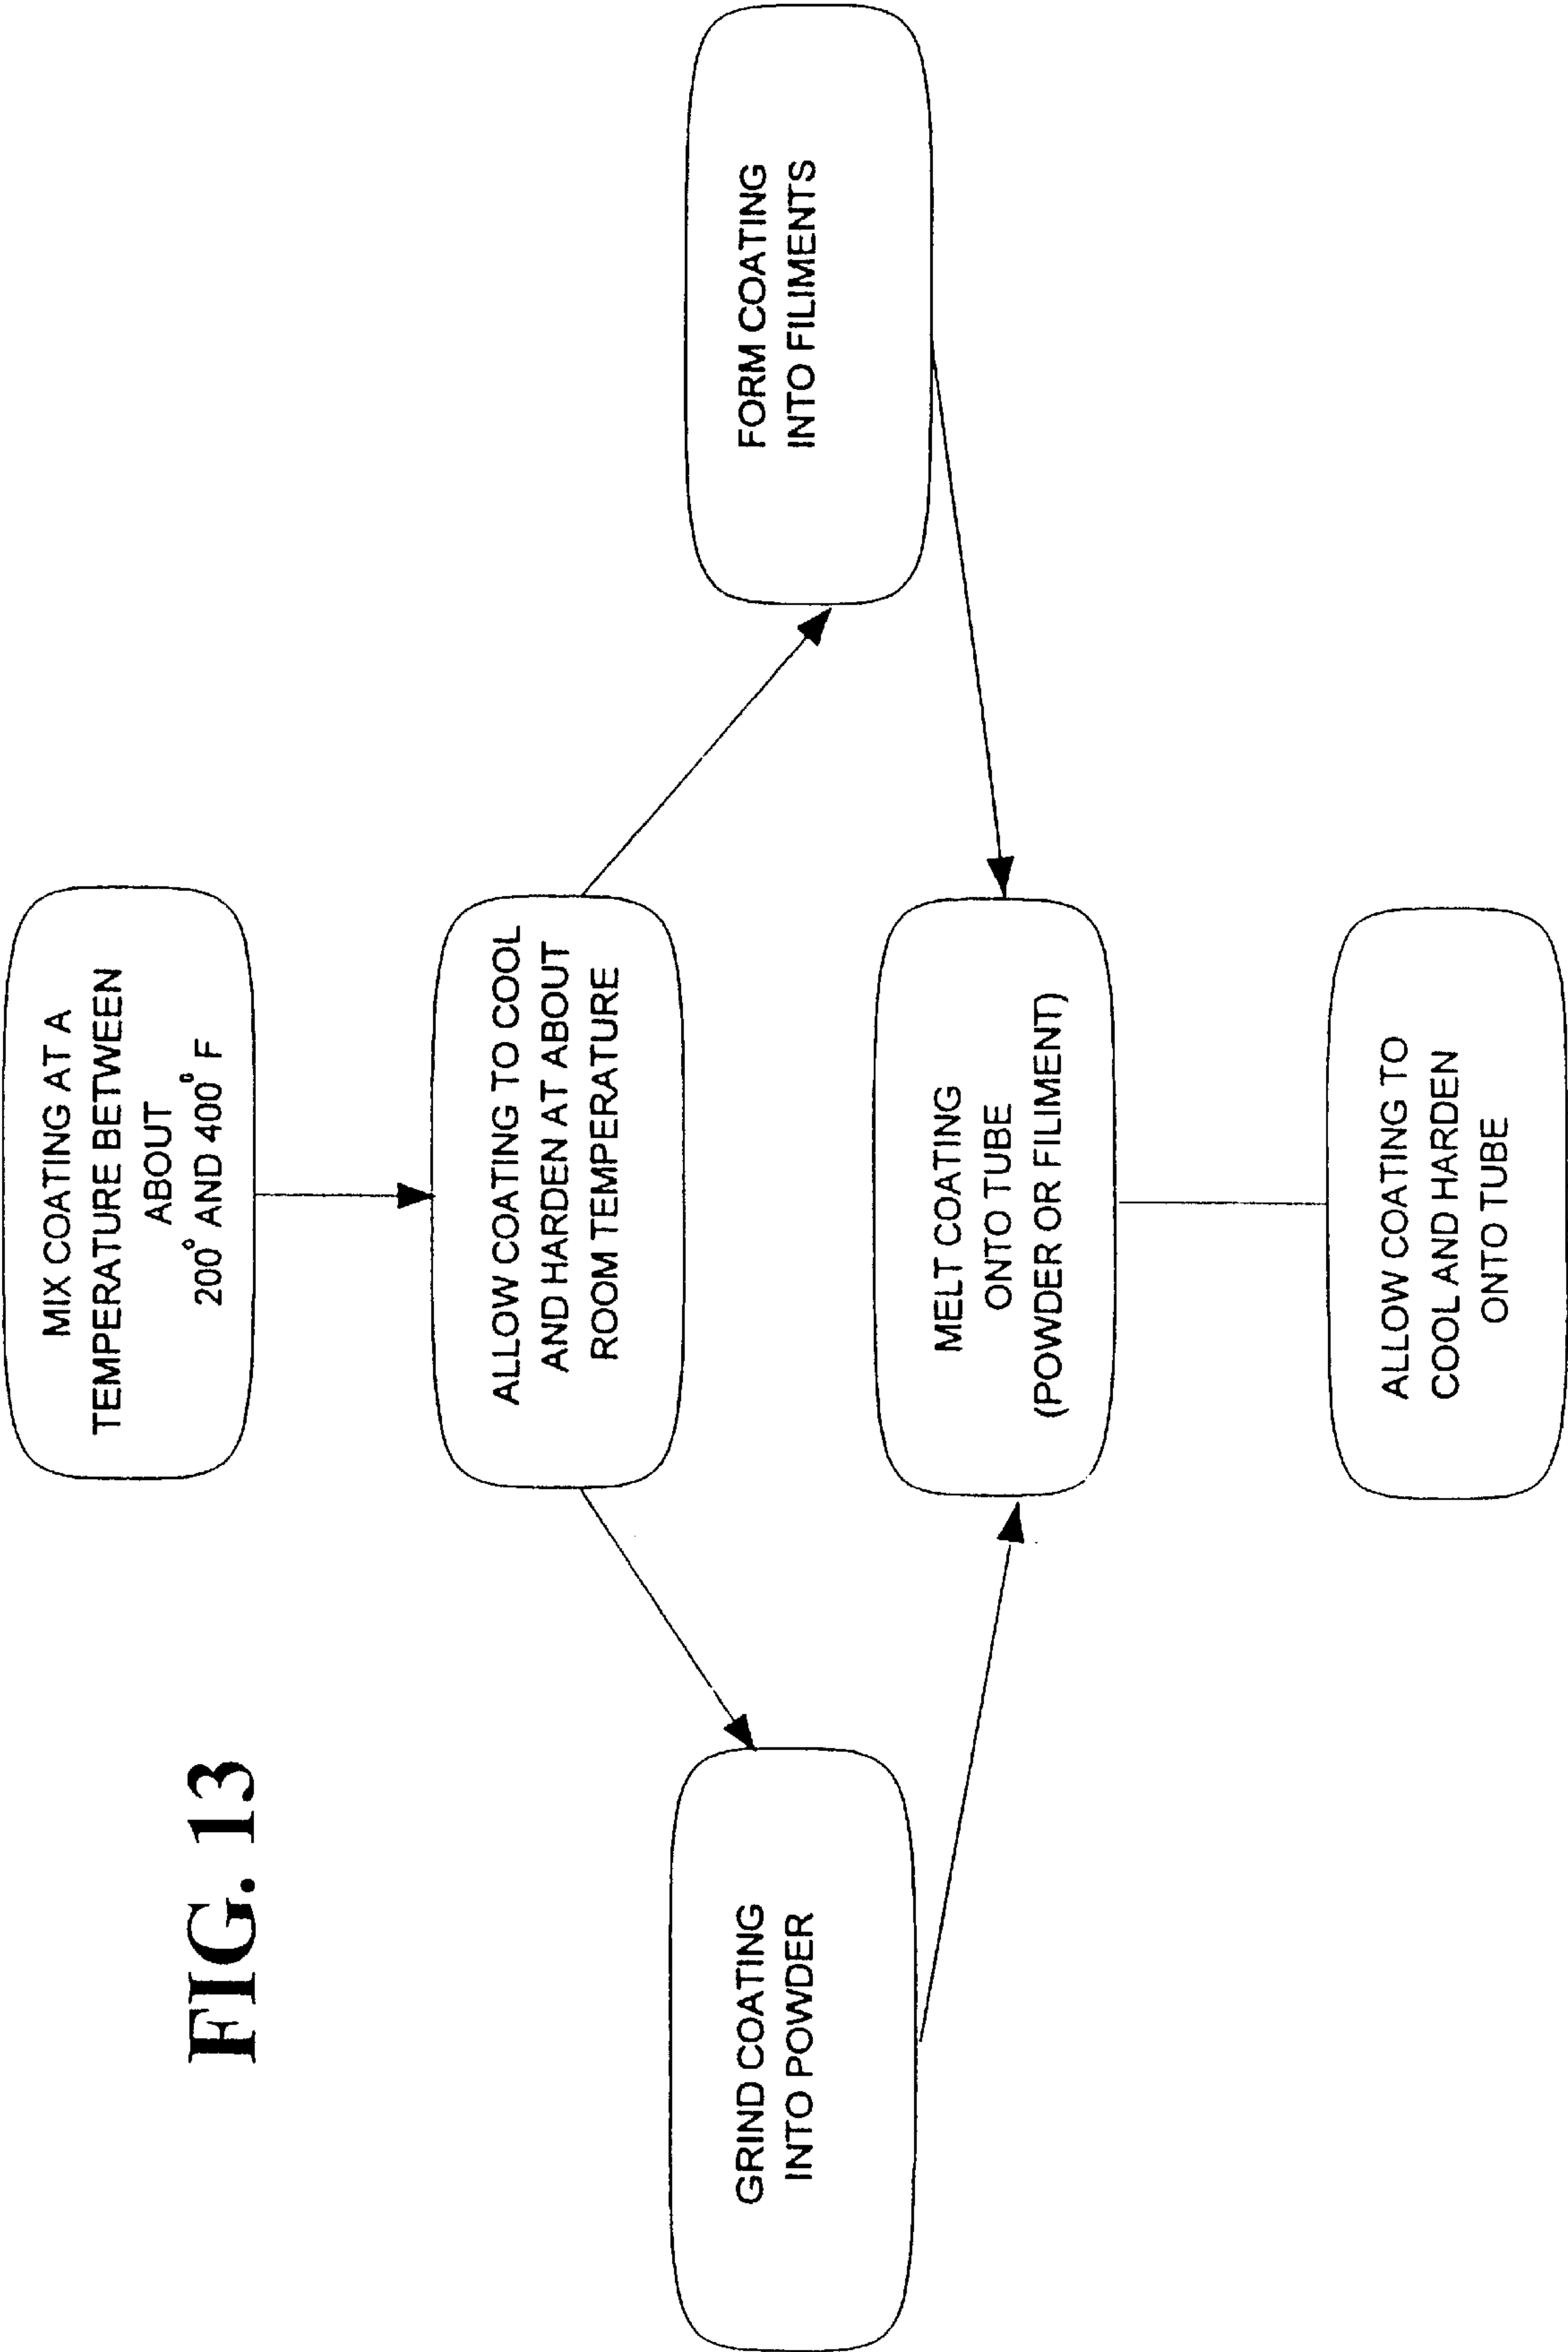 FIG. 13
MIX COATING AT A
TEMPERATURE BETWEEN
ABOUT
200° AND 400° F
ALLOW COATING TO COOL
AND HARDEN AT ABOUT
ROOM TEMPERATURE
GRIND COATING
INTO POWDER
FORM COATING
INTO FILIMENTS
MELT COATING
ONTO TUBE
(POWDER OR FILIMENT)
ALLOW COATING TO
COOL AND HARDEN
ONTO TUBE